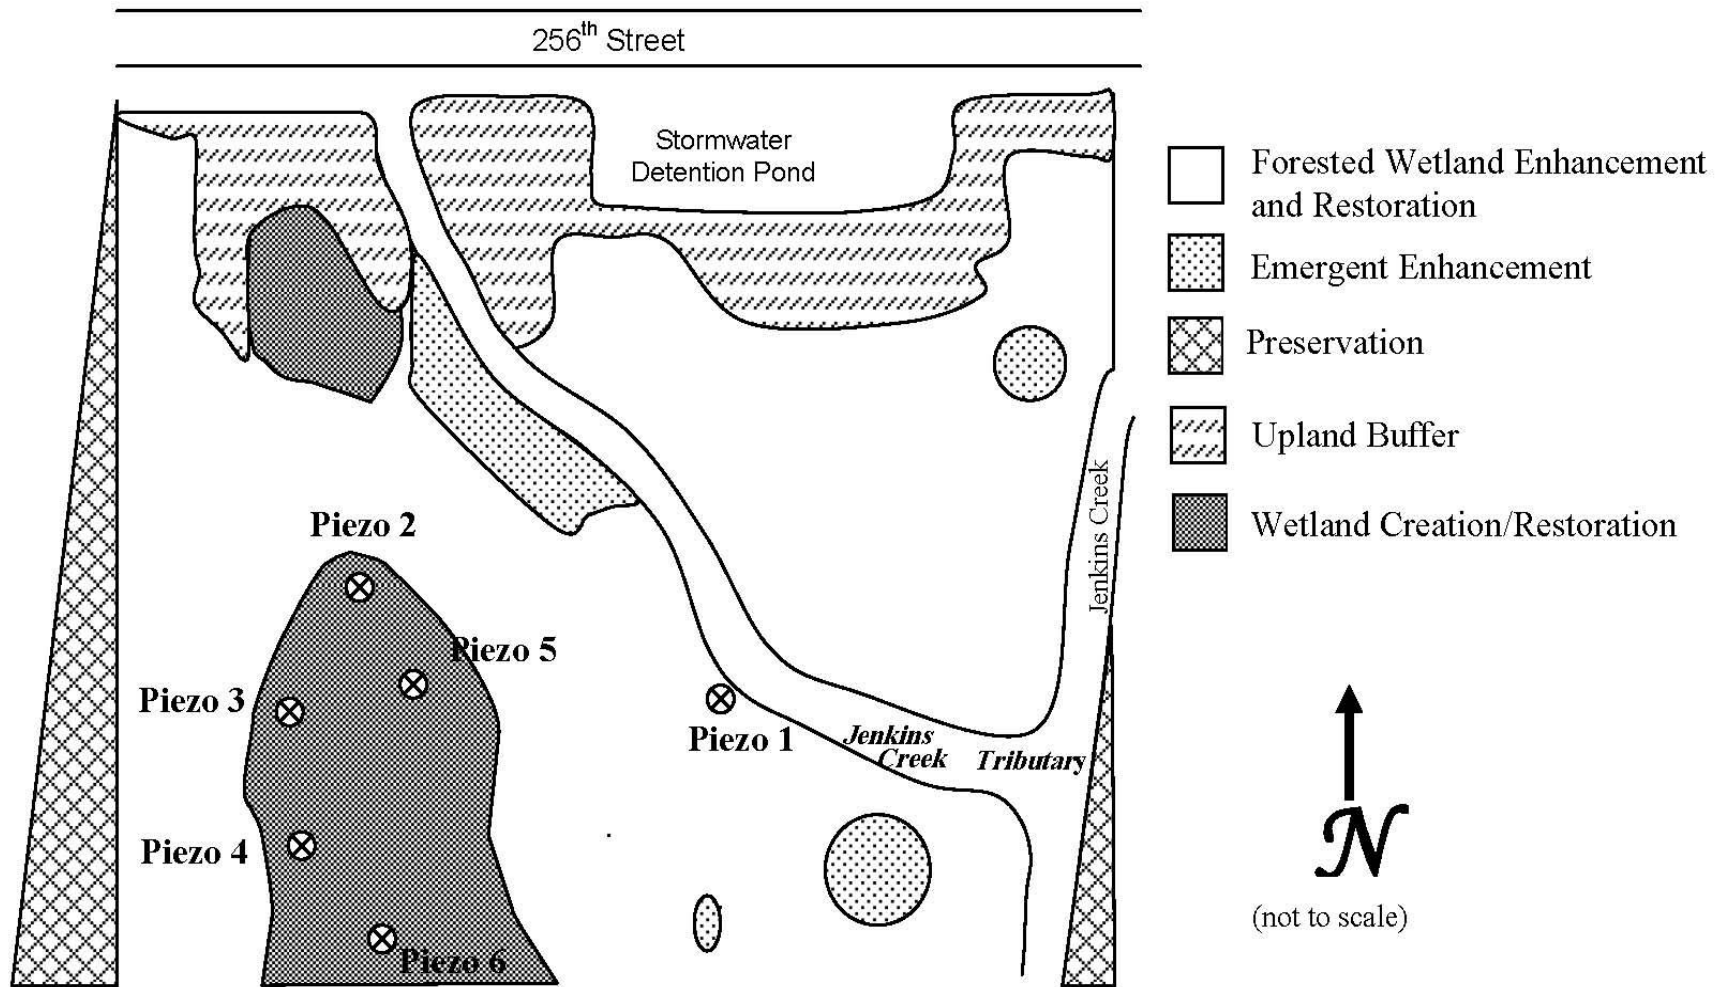 256th Street
Stormwater
Detention Pond
Forested Wetland Enhancement
and Restoration
Emergent Enhancement
Preservation
Upland Buffer
Wetland Creation/Restoration
Jenkins Creek
Piezo 2
Piezo 5
Piezo 3
Piezo 1
Jenkins
Creek Tributary
Piezo 4
Piezo 6
N
(not to scale)